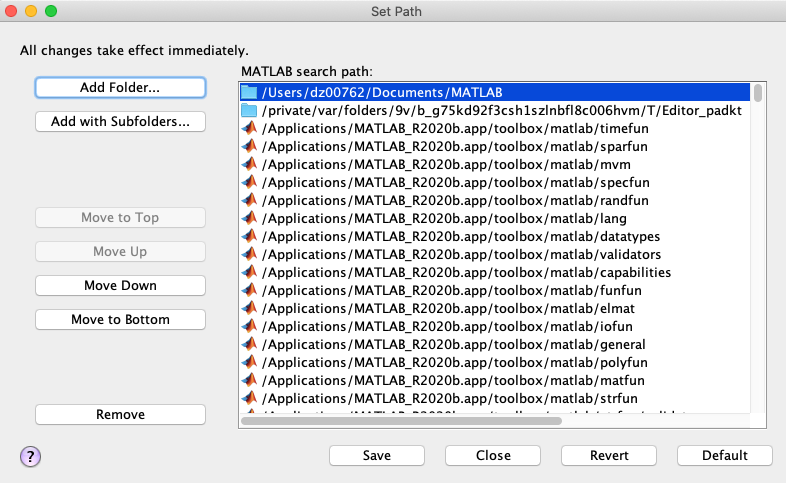 Set Path
All changes take effect immediately.
MATLAB search path:
Add Folder...
Add with Subfolders...
Move to Top
Move Up
Move Down
Move to Bottom
Remove
/Users/dz00762/Documents/MATLAB
/private/var/folders/9v/b_g75kd92f3csh1szlnbfl8c006hvm/T/Editor_padkt
/Applications/MATLAB_R2020b.app/toolbox/matlab/timefun
/Applications/MATLAB_R2020b.app/toolbox/matlab/sparfun
/Applications/MATLAB_R2020b.app/toolbox/matlab/mvm
/Applications/MATLAB_R2020b.app/toolbox/matlab/specfun
/Applications/MATLAB_R2020b.app/toolbox/matlab/randfun
/Applications/MATLAB_R2020b.app/toolbox/matlab/lang
/Applications/MATLAB_R2020b.app/toolbox/matlab/datatypes
/Applications/MATLAB_R2020b.app/toolbox/matlab/validators
/Applications/MATLAB_R2020b.app/toolbox/matlab/capabilities
/Applications/MATLAB_R2020b.app/toolbox/matlab/funfun
/Applications/MATLAB_R2020b.app/toolbox/matlab/elmat
/Applications/MATLAB_R2020b.app/toolbox/matlab/iofun
/Applications/MATLAB_R2020b.app/toolbox/matlab/general
/Applications/MATLAB_R2020b.app/toolbox/matlab/polyfun
/Applications/MATLAB_R2020b.app/toolbox/matlab/matfun
/Applications/MATLAB_R2020b.app/toolbox/matlab/strfun
?
Save
Close
Revert
Default